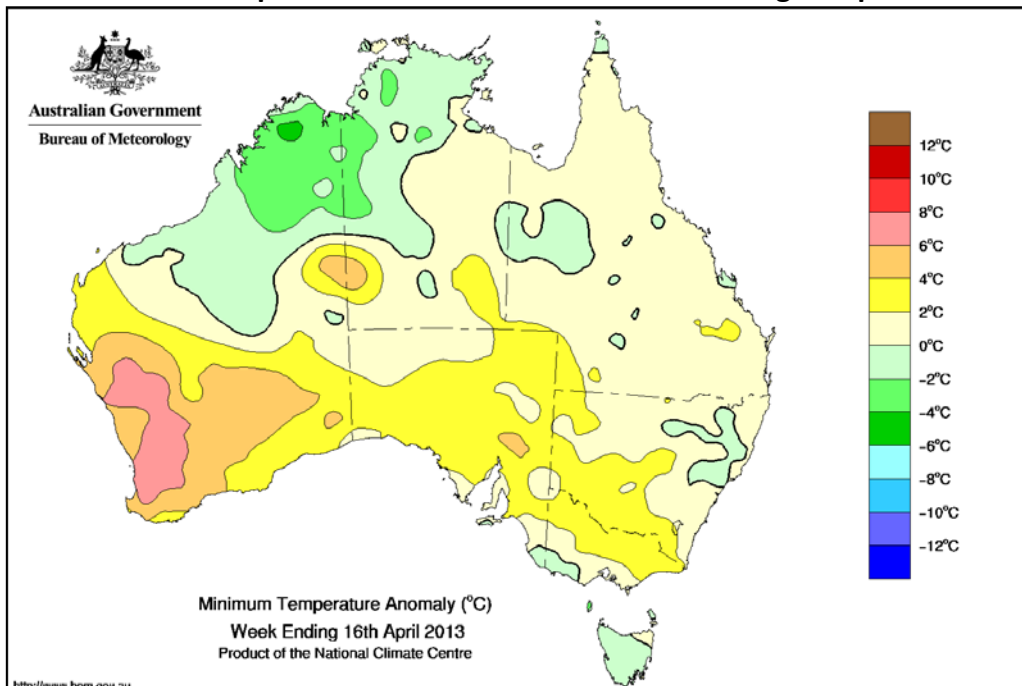 Australian Government
Bureau of Meteorology
12°C
10°C
8°C
6°C
4°C
2°C
0°C
-2°C
-4°C
-6°C
-8°C
-10°C
-12°C
Minimum Temperature Anomaly (°C)
Week Ending 16th April 2013
Product of the National Climate Centre